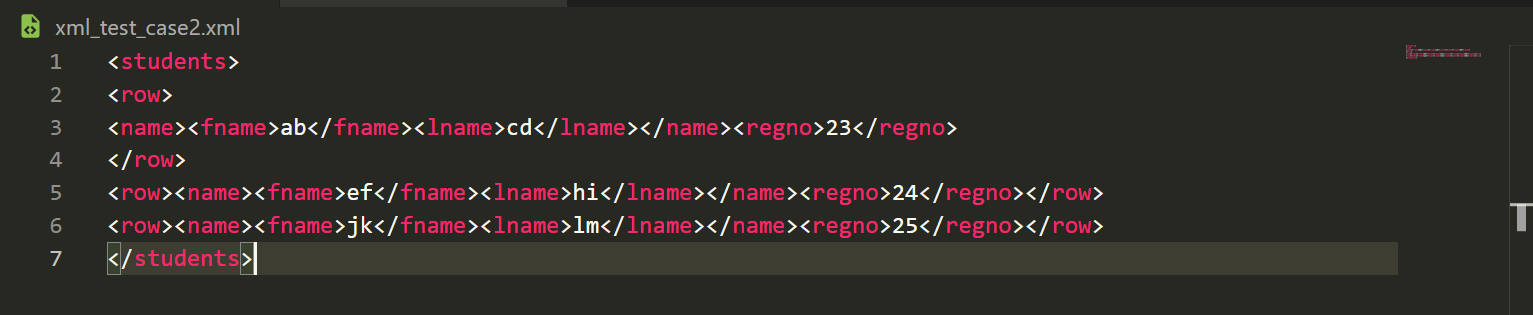 xml_test_case2.xml
1 <students>
2 <row>
3 <name><fname>ab</fname><lname>cd</lname></name><regno>23</regno>
4 </row>
5 <row><name><fname>ef</fname><lname>hi</lname></name><regno>24</regno></row>
6 <row><name><fname>jk</fname><lname>lm</lname></name><regno>25</regno></row>
7 </students>